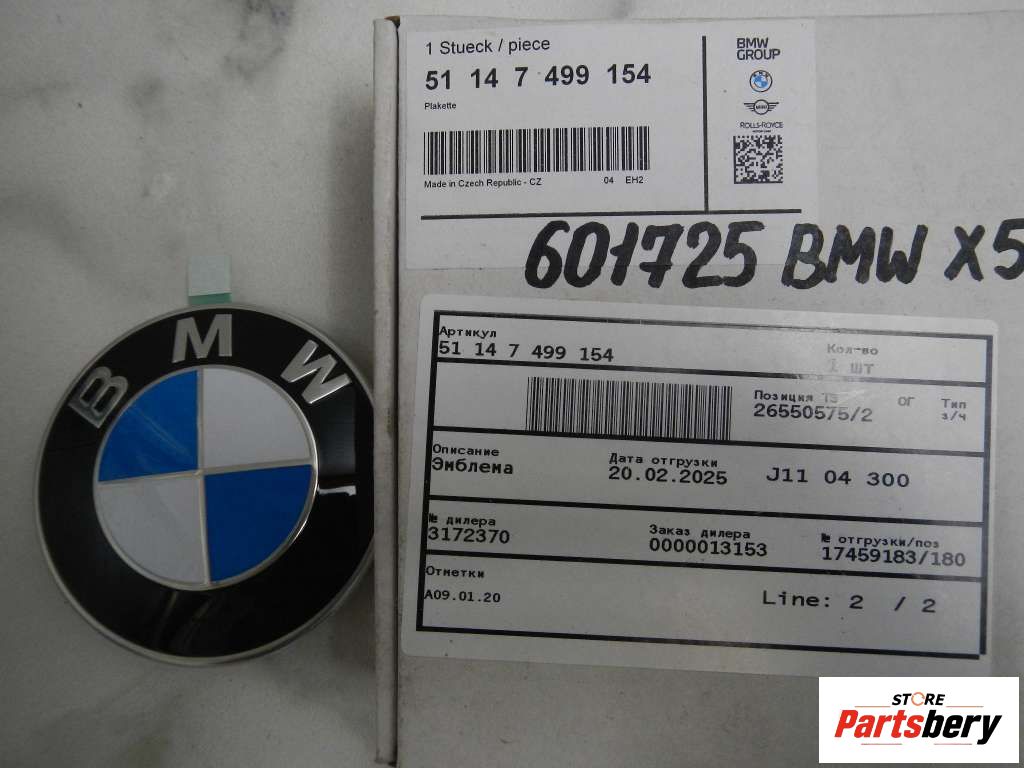 1 Stueck / piece
51 14 7 499 154
Plakette
Made in Czech Republic - CZ 04 EH2
BMW
GROUP
MINI
ROLLS-ROYCE
601725 BMW X5
Артикул
51 14 7 499 154
Кол-во
1 шт
Позиция ТЗ ОГ Тип
26550575/2 з/ч
Описание
Эмблема
Дата отгрузки
20.02.2025
J11 04 300
№ дилера
3172370
Заказ дилера
0000013153
№ отгрузки/поз
17459183/180
Отметки
A09.01.20
Line: 2 / 2
BMW
STORE
Partsbery